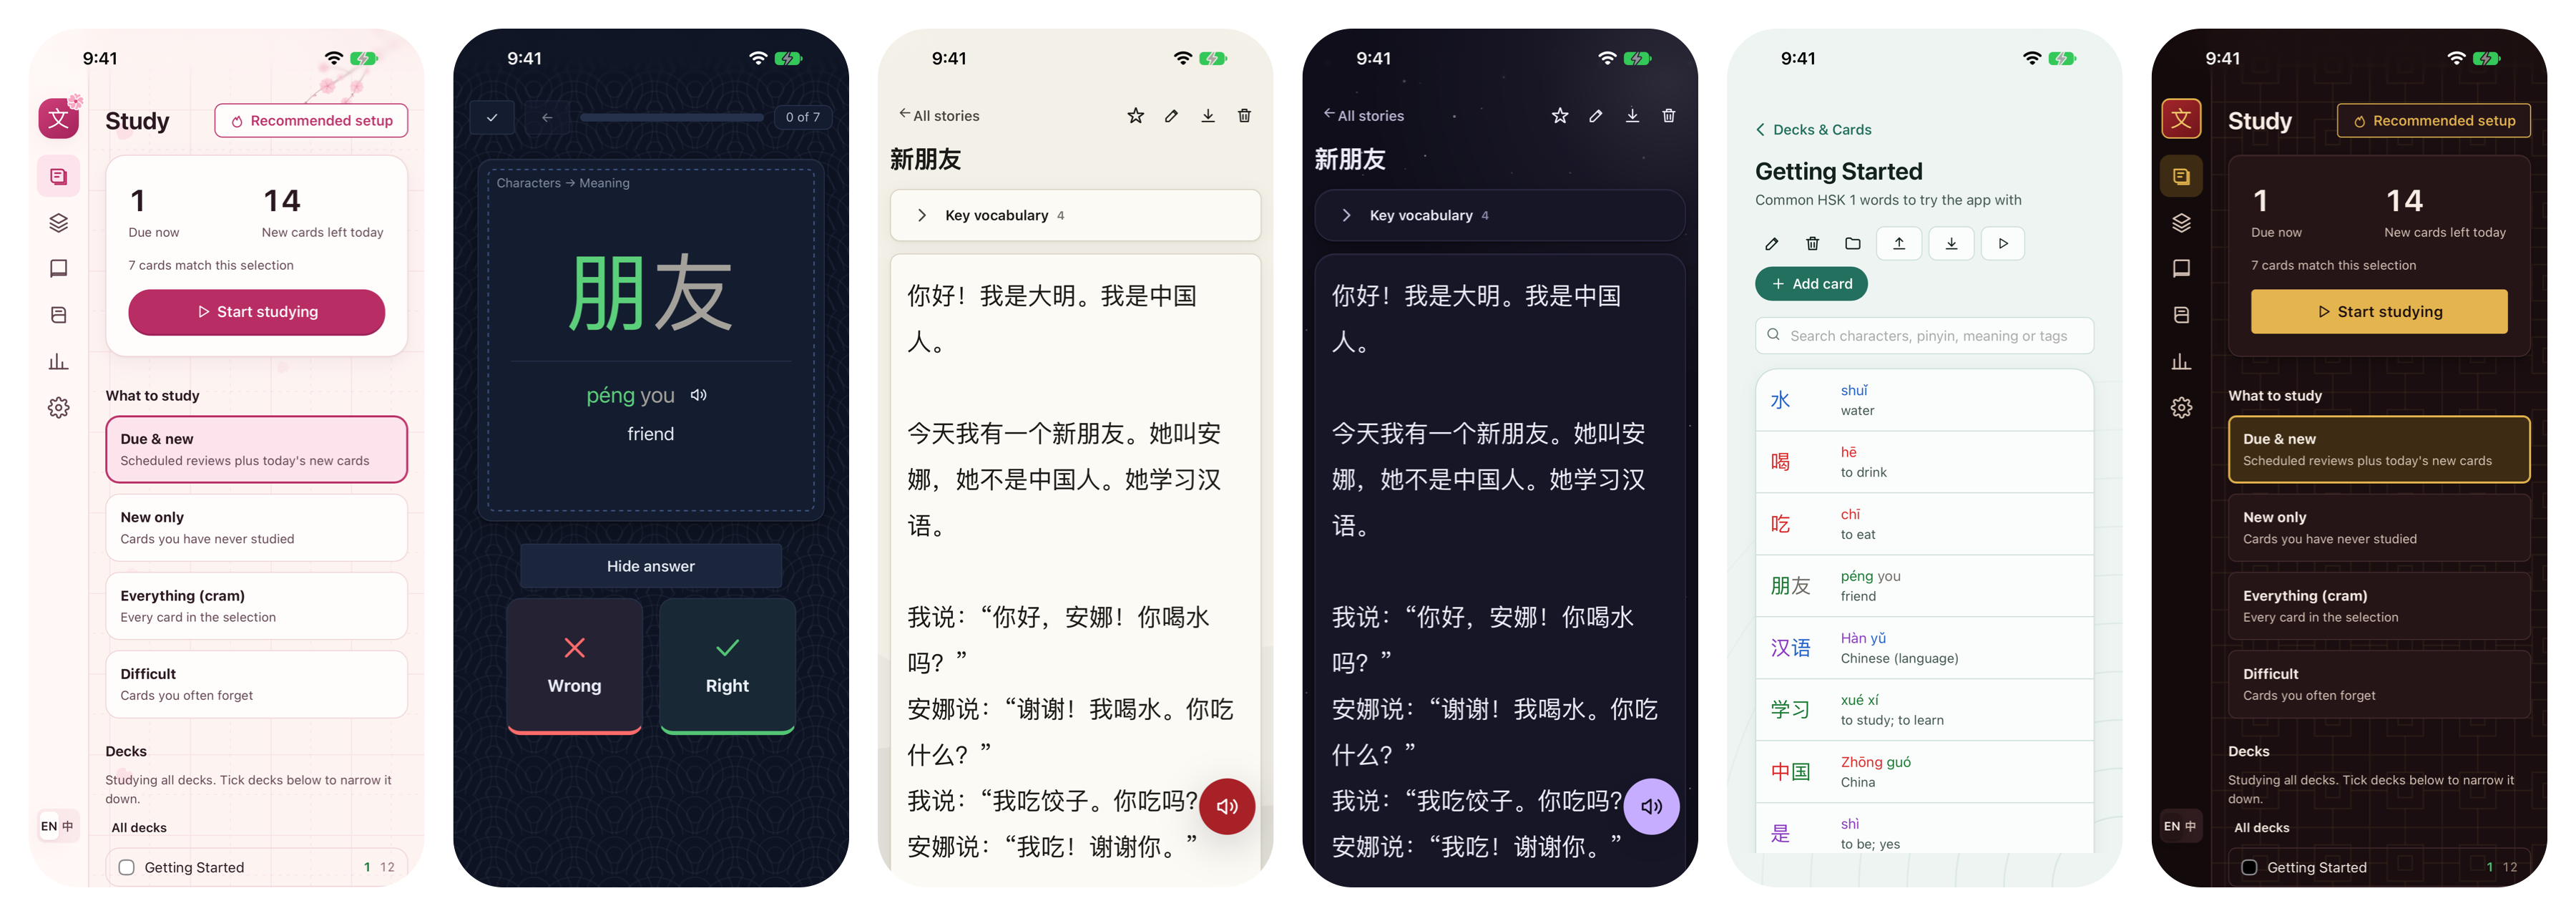 9:41
文
Study
Recommended setup
1
14
Due now
New cards left today
7 cards match this selection
Start studying
What to study
Due & new
Scheduled reviews plus today's new cards
New only
Cards you have never studied
Everything (cram)
Every card in the selection
Difficult
Cards you often forget
Decks
Studying all decks. Tick decks below to narrow it
down.
EN 中
All decks
Getting Started
1 12
9:41
0 of 7
Characters → Meaning
朋友
péng you
friend
Hide answer
Wrong
Right
9:41
All stories
新朋友
Key vocabulary 4
你好！我是大明。我是中国
人。
今天我有一个新朋友。她叫安
娜，她不是中国人。她学习汉
语。
我说：“你好，安娜！你喝水
吗？”
安娜说：“谢谢！我喝水。你吃
什么？”
我说：“我吃饺子。你吃吗？
安娜说：“我吃！谢谢你。”
9:41
All stories
新朋友
Key vocabulary 4
你好！我是大明。我是中国
人。
今天我有一个新朋友。她叫安
娜，她不是中国人。她学习汉
语。
我说：“你好，安娜！你喝水
吗？”
安娜说：“谢谢！我喝水。你吃
什么？”
我说：“我吃饺子。你吃吗？
安娜说：“我吃！谢谢你。”
9:41
Decks & Cards
Getting Started
Common HSK 1 words to try the app with
Add card
Search characters, pinyin, meaning or tags
水
shuǐ
water
喝
hē
to drink
吃
chī
to eat
朋友
péng you
friend
汉语
Hàn yǔ
Chinese (language)
学习
xué xí
to study; to learn
中国
Zhōng guó
China
是
shì
to be; yes
9:41
文
Study
Recommended setup
1
14
Due now
New cards left today
7 cards match this selection
Start studying
What to study
Due & new
Scheduled reviews plus today's new cards
New only
Cards you have never studied
Everything (cram)
Every card in the selection
Difficult
Cards you often forget
Decks
Studying all decks. Tick decks below to narrow it
down.
EN 中
All decks
Getting Started
1 12